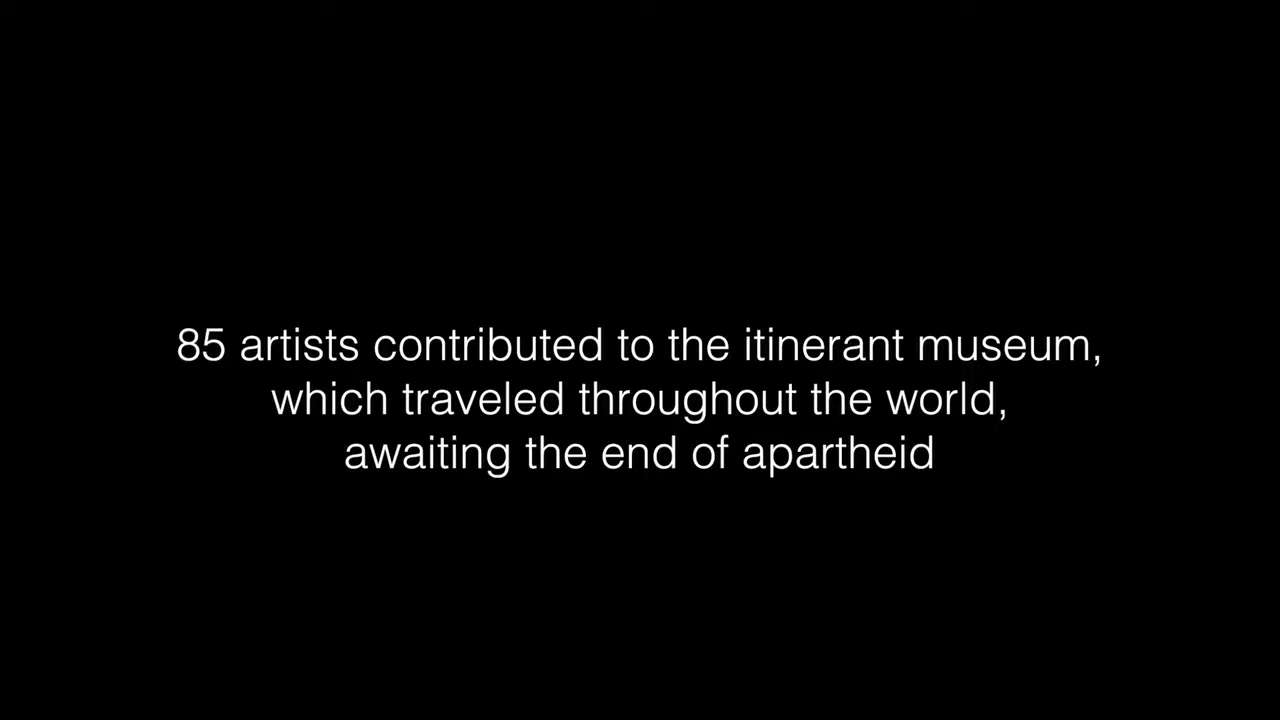 85 artists contributed to the itinerant museum,
which traveled throughout the world,
awaiting the end of apartheid